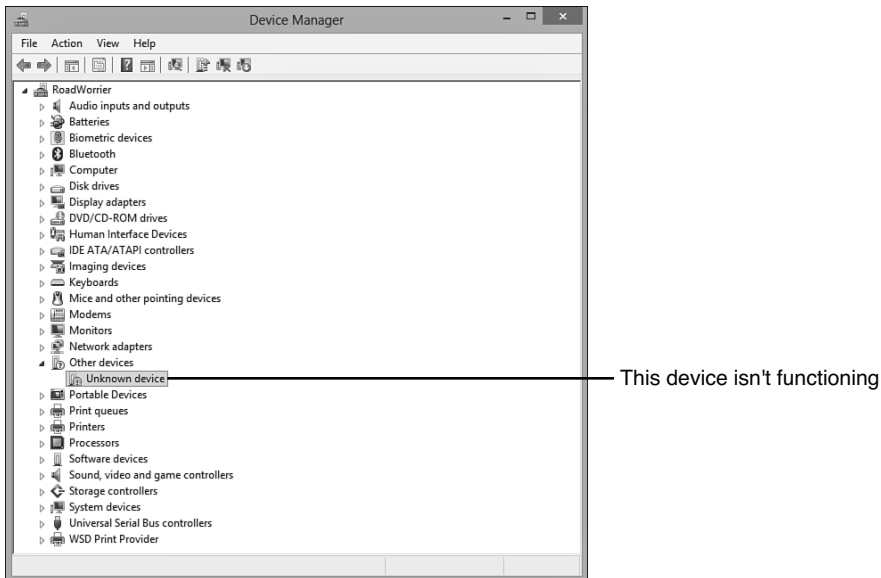 Device Manager
File Action View Help
RoadWorrier
Audio inputs and outputs
Batteries
Biometric devices
Bluetooth
Computer
Disk drives
Display adapters
DVD/CD-ROM drives
Human Interface Devices
IDE ATA/ATAPI controllers
Imaging devices
Keyboards
Mice and other pointing devices
Modems
Monitors
Network adapters
Other devices
Unknown device
This device isn't functioning
Portable Devices
Print queues
Printers
Processors
Software devices
Sound, video and game controllers
Storage controllers
System devices
Universal Serial Bus controllers
WSD Print Provider